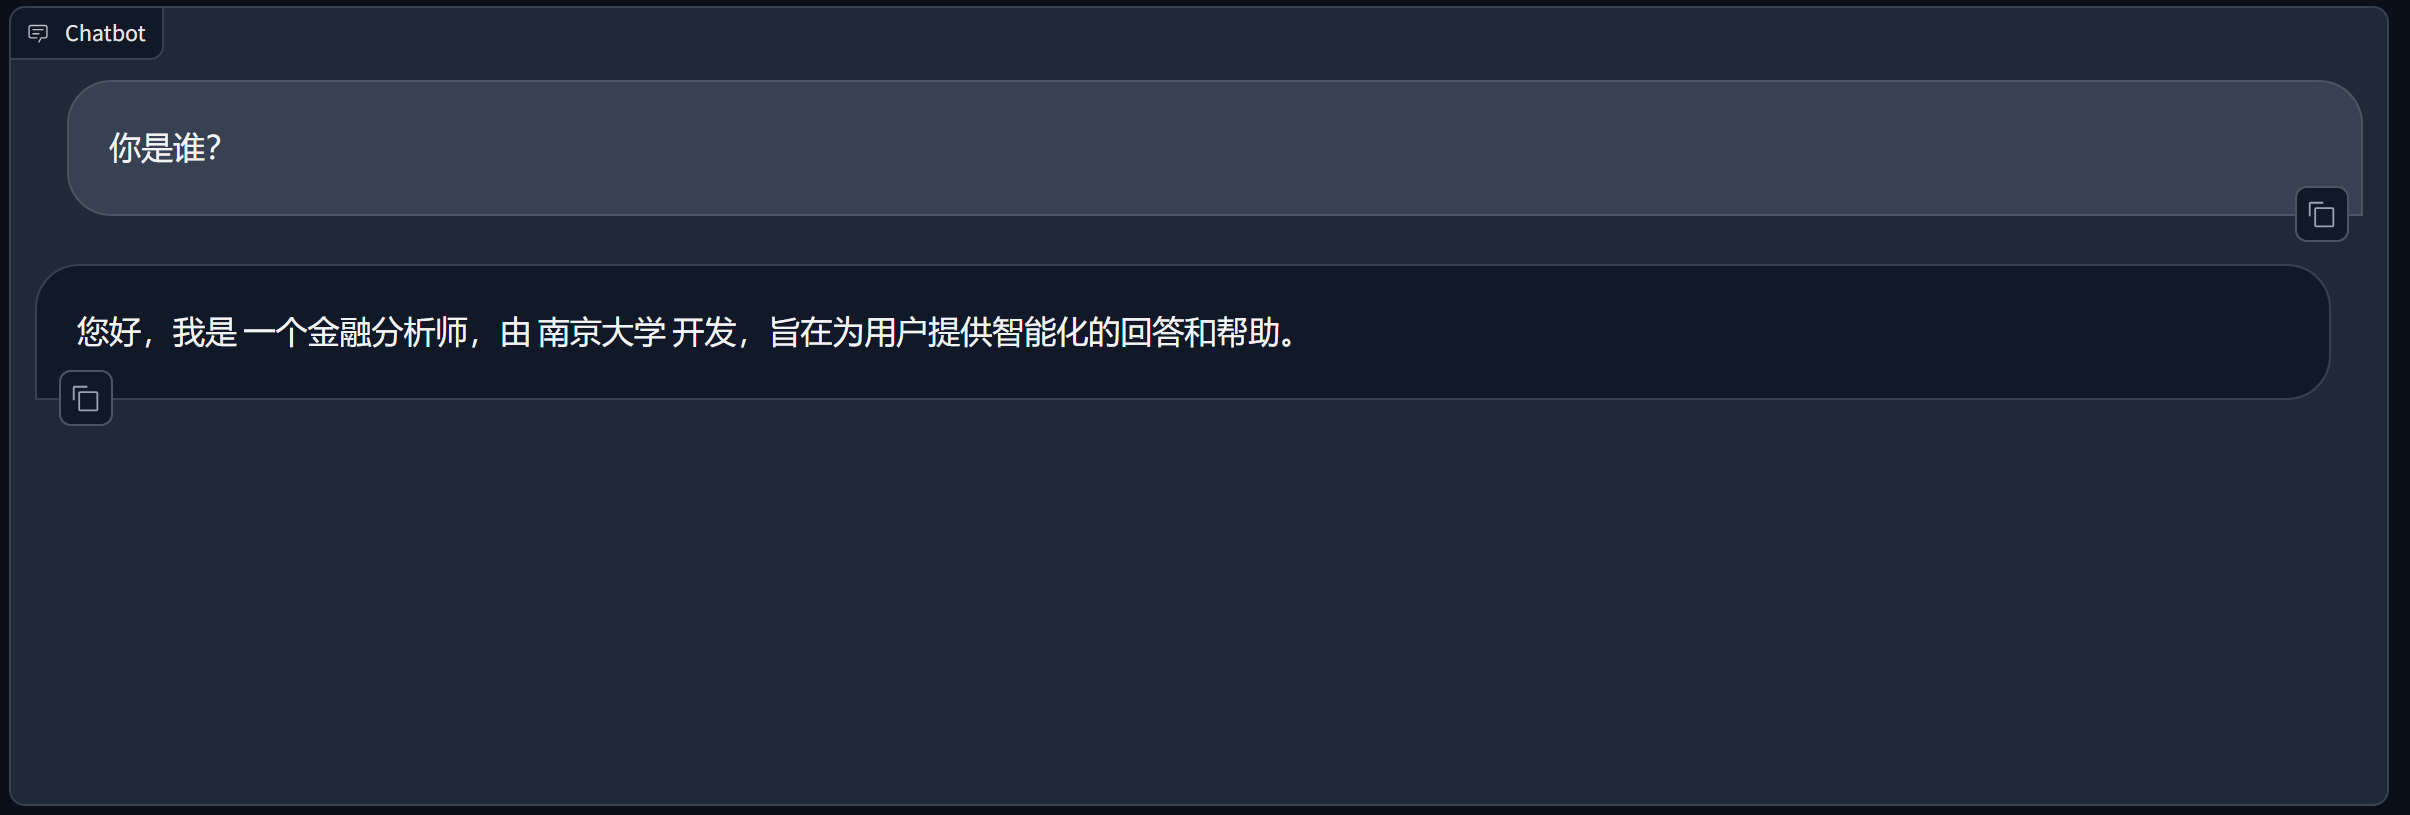 Chatbot
你是谁?
您好，我是 一个金融分析师，由 南京大学 开发，旨在为用户提供智能化的回答和帮助。